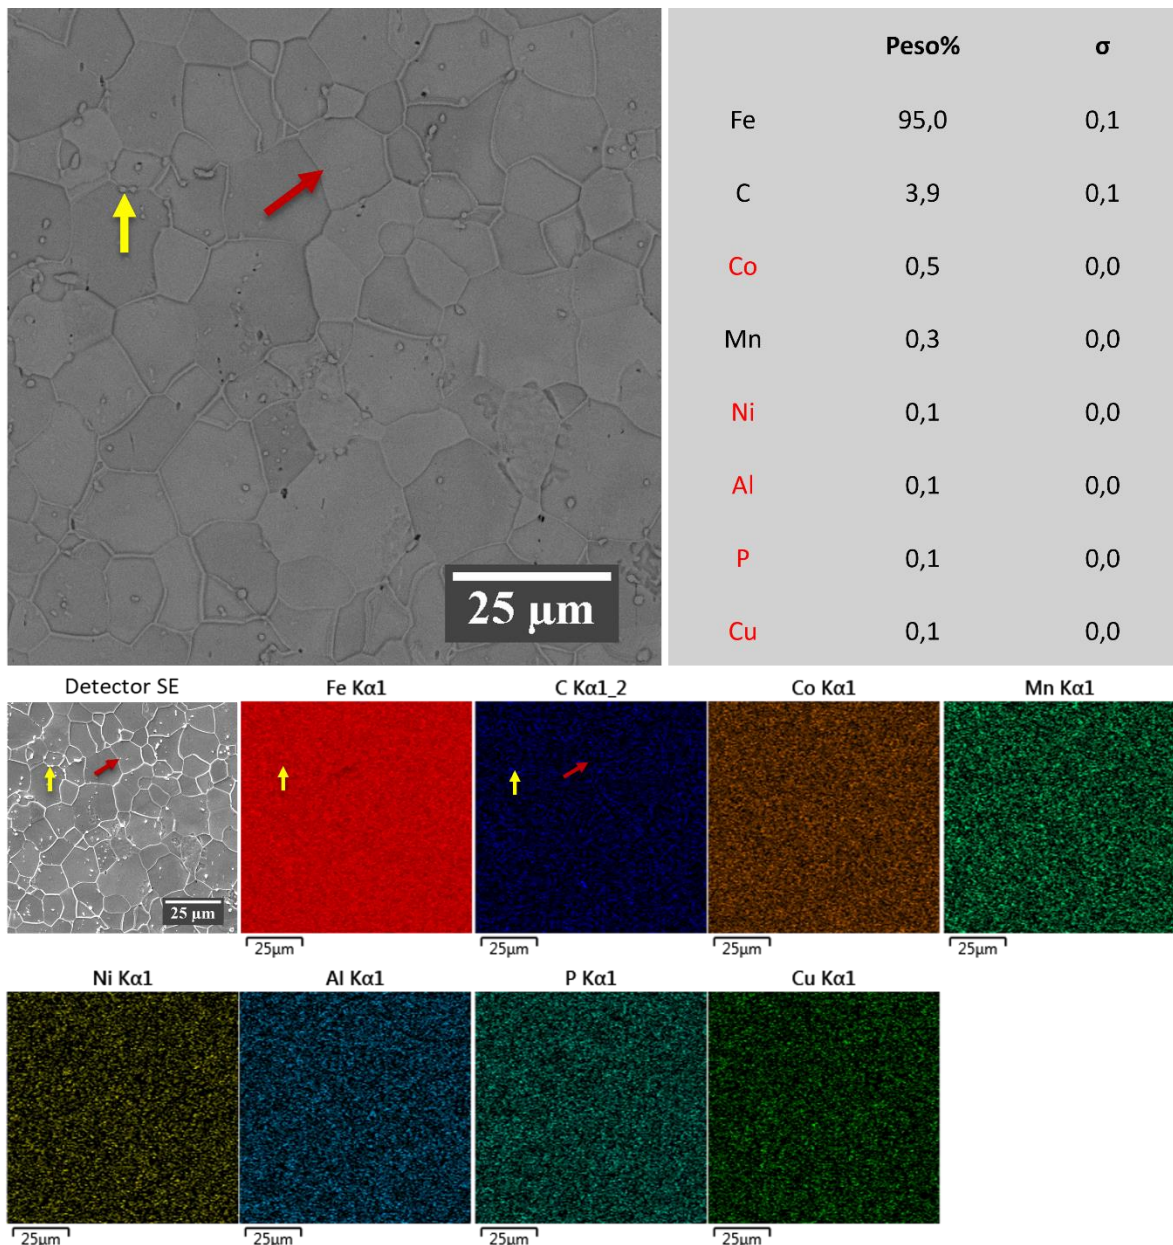 Peso% σ
Fe 95,0 0,1
C 3,9 0,1
Co 0,5 0,0
Mn 0,3 0,0
Ni 0,1 0,0
Al 0,1 0,0
P 0,1 0,0
Cu 0,1 0,0
25 µm
Detector SE
Fe Kα1
C Kα1_2
Co Kα1
Mn Kα1
25 µm
25µm
25µm
25µm
25µm
Ni Kα1
Al Kα1
P Kα1
Cu Kα1
25µm
25µm
25µm
25µm